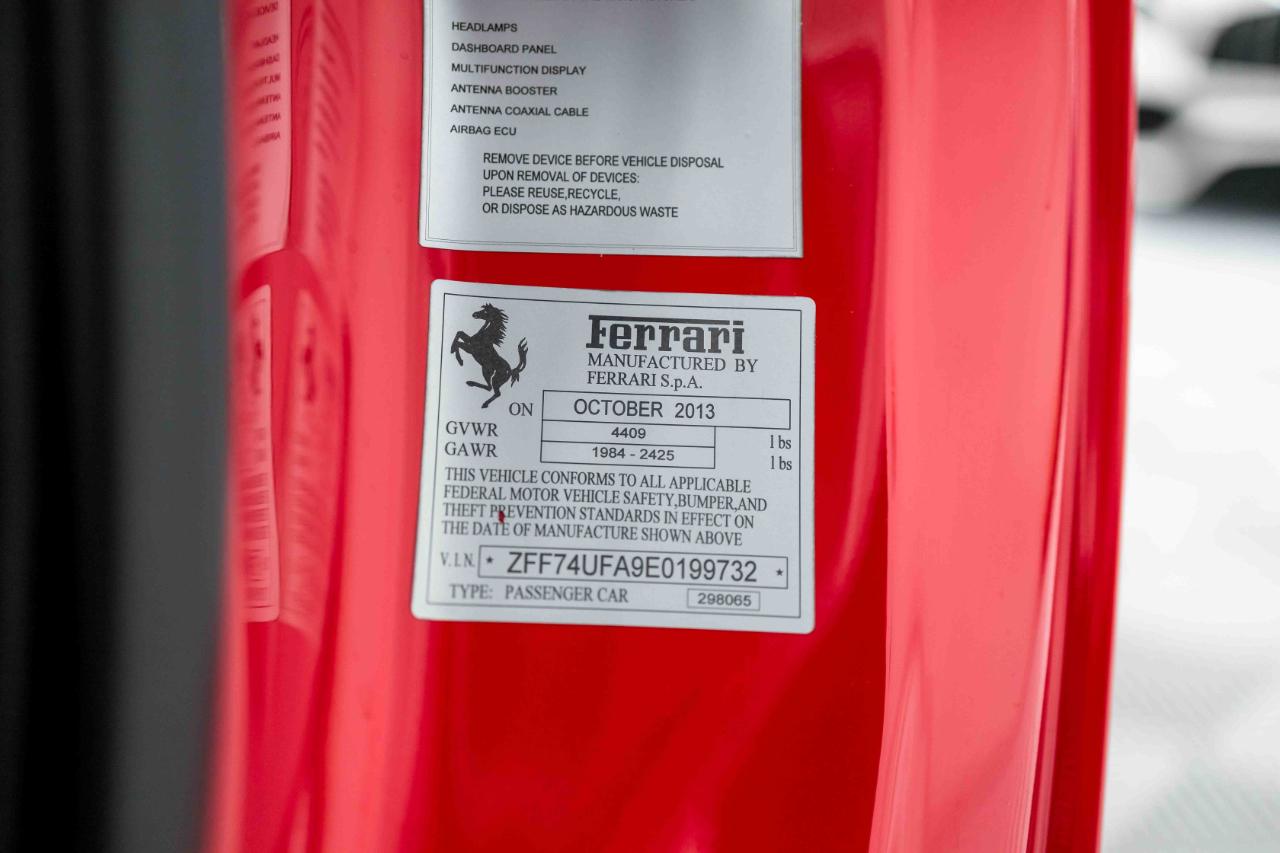 HEADLAMPS
DASHBOARD PANEL
MULTIFUNCTION DISPLAY
ANTENNA BOOSTER
ANTENNA COAXIAL CABLE
AIRBAG ECU
REMOVE DEVICE BEFORE VEHICLE DISPOSAL
UPON REMOVAL OF DEVICES:
PLEASE REUSE,RECYCLE,
OR DISPOSE AS HAZARDOUS WASTE
Ferrari
MANUFACTURED BY
FERRARI S.p.A.
ON OCTOBER 2013
GVWR 4409 lbs
GAWR 1984 - 2425 lbs
THIS VEHICLE CONFORMS TO ALL APPLICABLE
FEDERAL MOTOR VEHICLE SAFETY,BUMPER,AND
THEFT PREVENTION STANDARDS IN EFFECT ON
THE DATE OF MANUFACTURE SHOWN ABOVE
V.I.N. * ZFF74UFA9E0199732 *
TYPE: PASSENGER CAR 298065